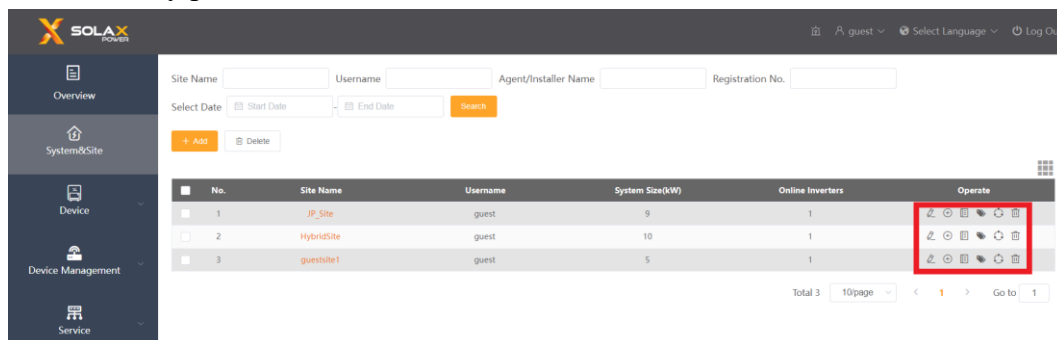 SOLAX
POWER
guest Select Language Log Ou
Overview
System&Site
Device
Device Management
Service
Site Name Username Agent/Installer Name Registration No.
Select Date Start Date - End Date Search
+ Add Delete
No. Site Name Username System Size(kW) Online Inverters Operate
1 JP_Site guest 9 1
2 HybridSite guest 10 1
3 guestsite1 guest 5 1
Total 3 10/page < 1 > Go to 1